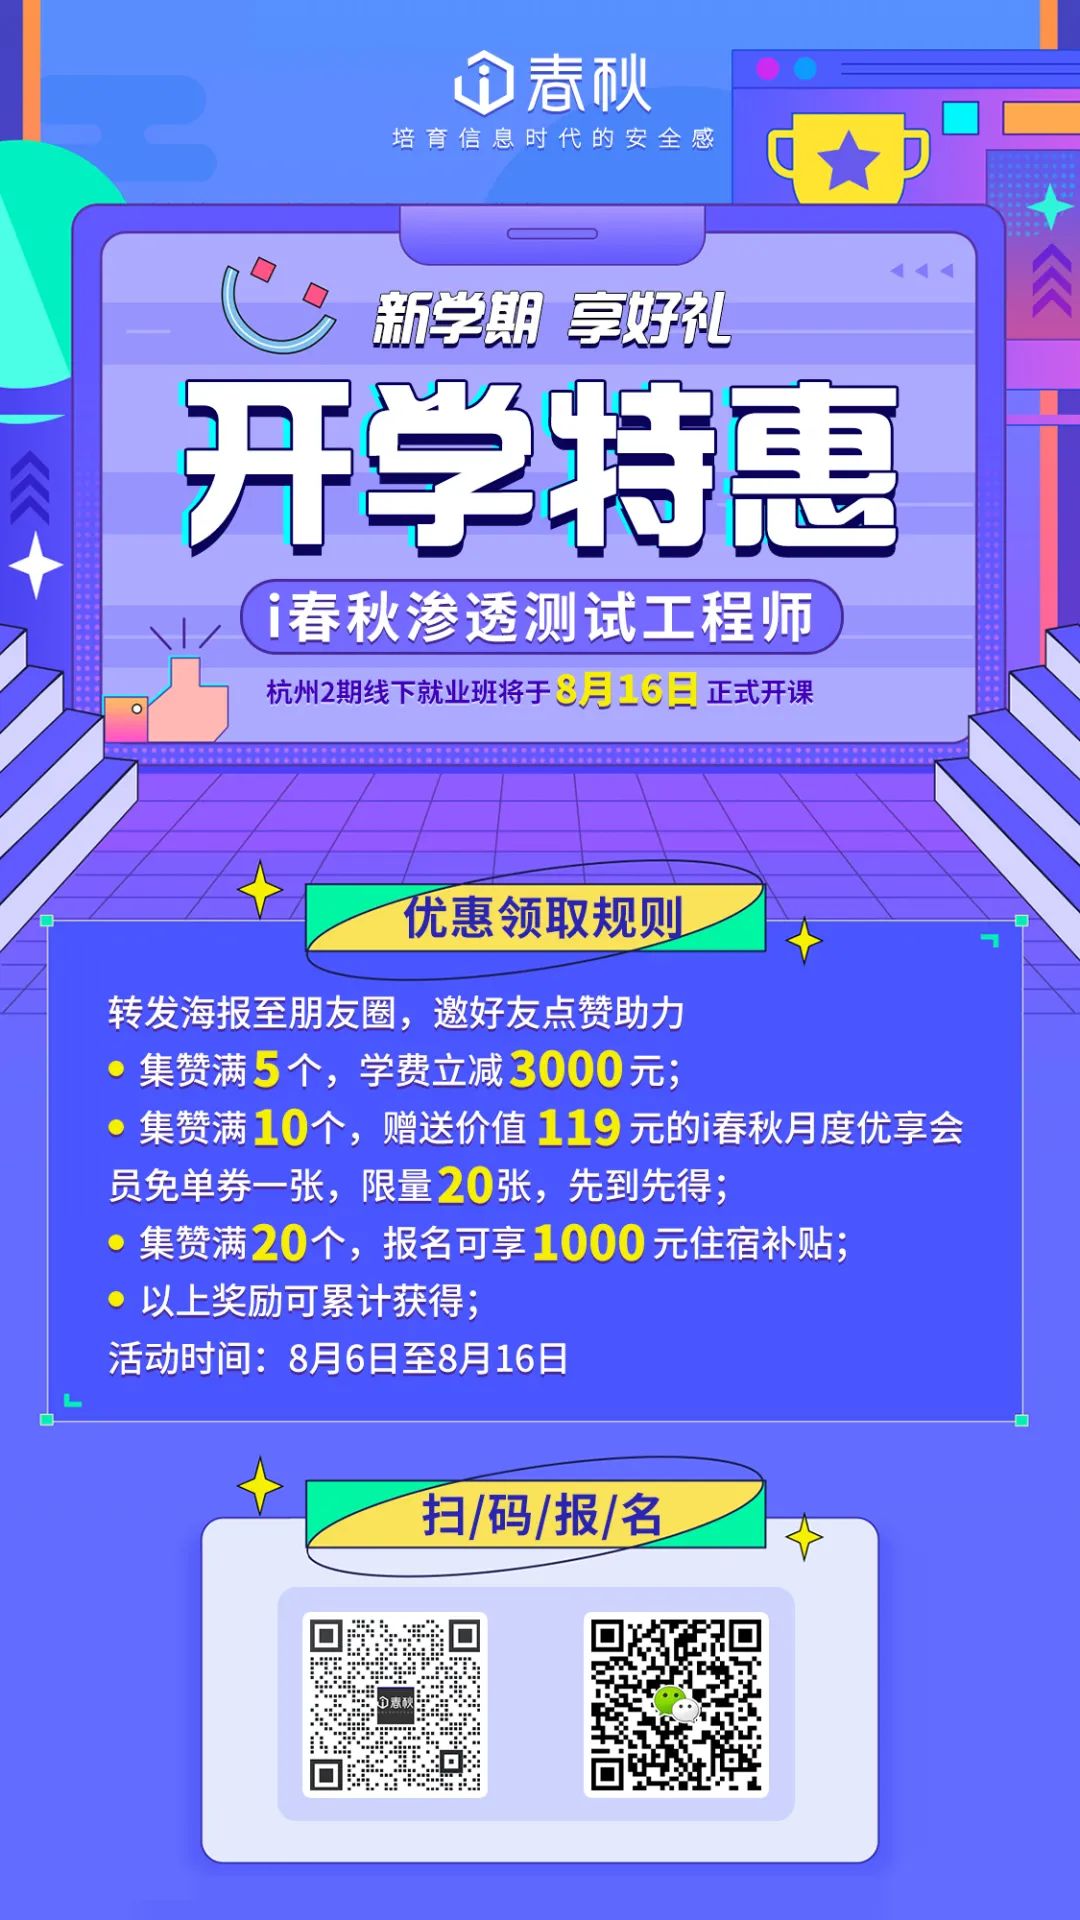 i春秋
培育信息时代的安全感
新学期 享好礼
开学特惠
i春秋渗透测试工程师
杭州2期线下就业班将于8月16日正式开课
优惠领取规则
转发海报至朋友圈，邀好友点赞助力
• 集赞满5个，学费立减3000元；
• 集赞满10个，赠送价值119元的i春秋月度优享会
员免单券一张，限量20张，先到先得；
• 集赞满20个，报名可享1000元住宿补贴；
• 以上奖励可累计获得；
活动时间：8月6日至8月16日
扫/码/报/名
i春秋